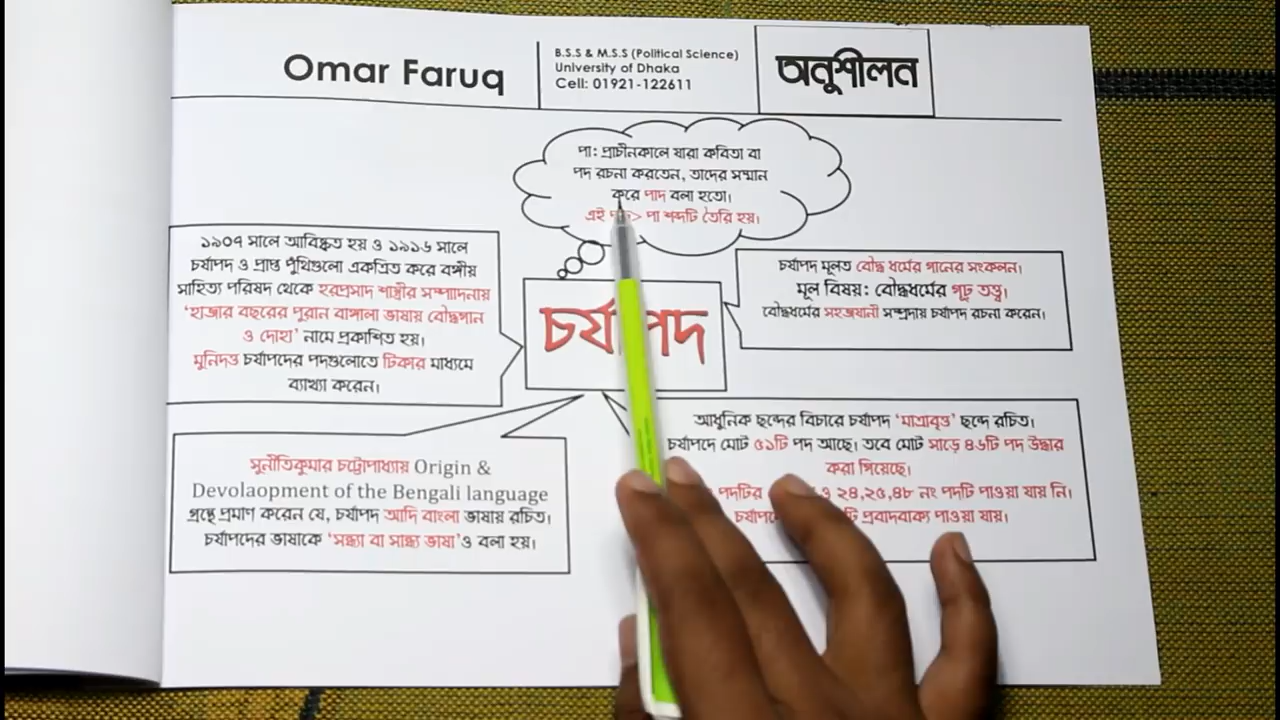 Omar Faruq
B.S.S & M.S.S (Political Science)
University of Dhaka
Cell: 01921-122611
অনুশীলন
পা: প্রাচীনকালে যারা কবিতা বা
পদ রচনা করতেন, তাদের সম্মান
করে পাদ বলা হতো।
এই > পা শব্দটি তৈরি হয়।
১৯০৭ সালে আবিষ্কৃত হয় ও ১৯১৬ সালে
চর্যাপদ ও প্রাপ্ত পুঁথিগুলো একত্রিত করে বঙ্গীয়
সাহিত্য পরিষদ থেকে হরপ্রসাদ শাস্ত্রীর সম্পাদনায়
‘হাজার বছরের পুরান বাঙ্গালা ভাষায় বৌদ্ধগান
ও দোহা’ নামে প্রকাশিত হয়।
মুনিদত্ত চর্যাপদের পদগুলোতে টিকার মাধ্যমে
ব্যাখ্যা করেন।
চর্যাপদ
চর্যাপদ মূলত বৌদ্ধ ধর্মের গানের সংকলন।
মূল বিষয়: বৌদ্ধধর্মের গূঢ় তত্ত্ব।
বৌদ্ধধর্মের সহজযানী সম্প্রদায় চর্যাপদ রচনা করেন।
সুনীতিকুমার চট্টোপাধ্যায় Origin &
Devolaopment of the Bengali language
গ্রন্থে প্রমাণ করেন যে, চর্যাপদ আদি বাংলা ভাষায় রচিত।
চর্যাপদের ভাষাকে ‘সন্ধ্যা বা সান্ধ্য ভাষা’ও বলা হয়।
আধুনিক ছন্দের বিচারে চর্যাপদ ‘মাত্রাবৃত্ত’ ছন্দে রচিত।
চর্যাপদে মোট ৫১টি পদ আছে। তবে মোট সাড়ে ৪৬টি পদ উদ্ধার
করা গিয়েছে।
পদটির ও ২৪,২৫,৪৮ নং পদটি পাওয়া যায় নি।
প্রবাদবাক্য পাওয়া যায়।